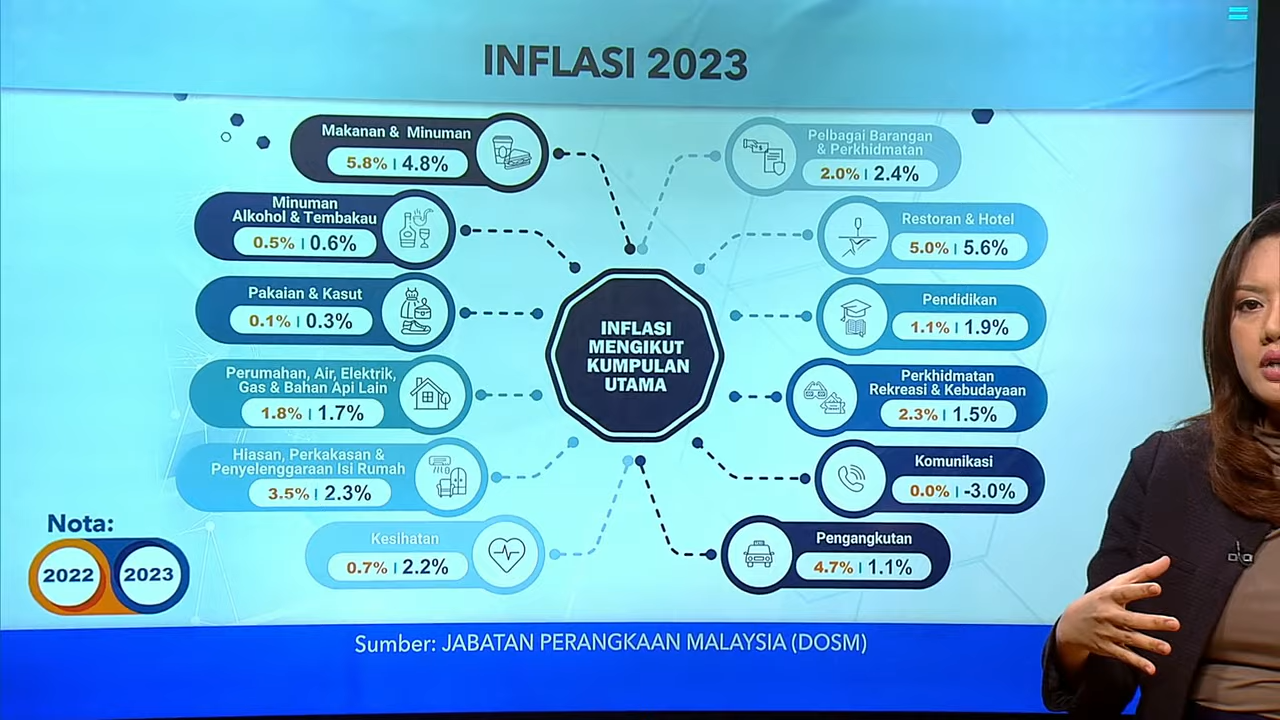 INFLASI 2023
Makanan & Minuman
5.8% | 4.8%
Minuman
Alkohol & Tembakau
0.5% | 0.6%
Pakaian & Kasut
0.1% | 0.3%
Perumahan, Air, Elektrik,
Gas & Bahan Api Lain
1.8% | 1.7%
Hiasan, Perkakasan &
Penyelenggaraan Isi Rumah
3.5% | 2.3%
Kesihatan
0.7% | 2.2%
INFLASI
MENGIKUT
KUMPULAN
UTAMA
Pelbagai Barangan
& Perkhidmatan
2.0% | 2.4%
Restoran & Hotel
5.0% | 5.6%
Pendidikan
1.1% | 1.9%
Perkhidmatan
Rekreasi & Kebudayaan
2.3% | 1.5%
Komunikasi
0.0% | -3.0%
Pengangkutan
4.7% | 1.1%
Nota:
2022 2023
Sumber: JABATAN PERANGKAAN MALAYSIA (DOSM)